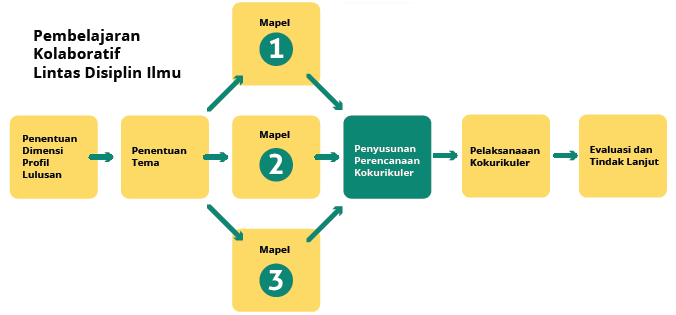 Pembelajaran
Kolaboratif
Lintas Disiplin Ilmu
Mapel
1
Penentuan
Dimensi
Profil
Lulusan
Penentuan
Tema
Mapel
2
Penyusunan
Perencanaan
Kokurikuler
Pelaksanaaan
Kokurikuler
Evaluasi dan
Tindak Lanjut
Mapel
3